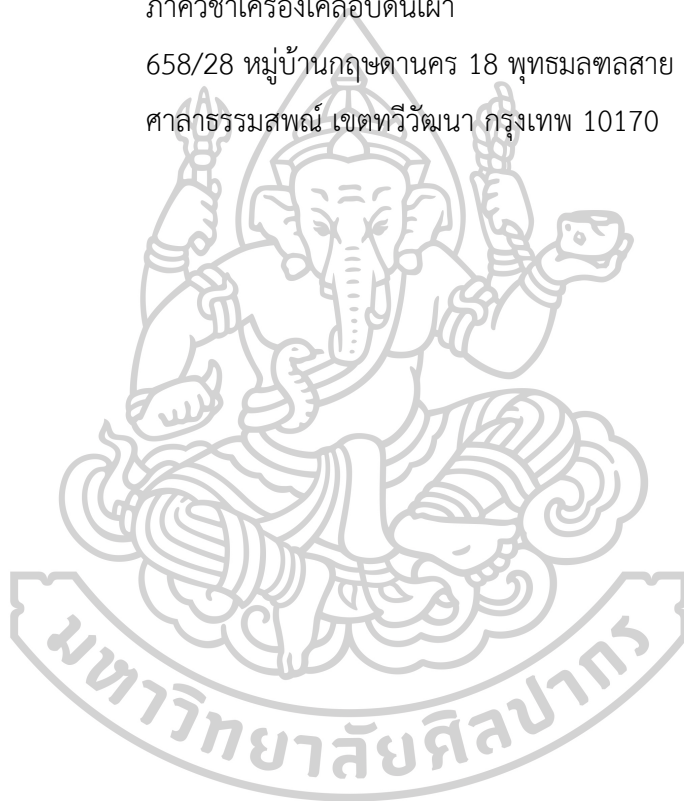 ภาควิชาเครื่องเคลือบดินเผา
658/28 หมู่บ้านกฤษดานคร 18 พุทธมลฑลสาย
ศาลาธรรมสพณ์ เขตทวีวัฒนา กรุงเทพ 10170
มหาวิทยาลัยศิลปากร